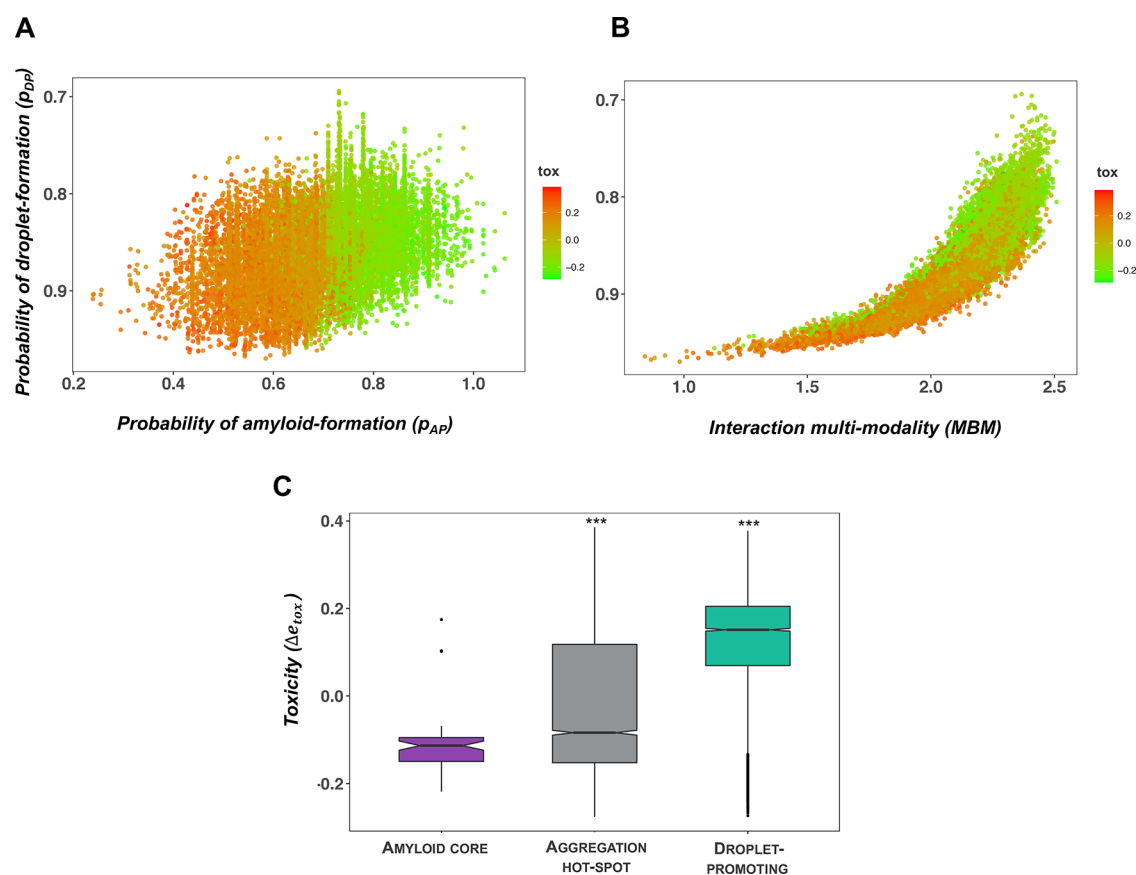 A
B
Probability of droplet-formation (pDP)
0.7
0.8
0.9
0.2
0.4
0.6
0.8
1.0
Probability of amyloid-formation (pAP)
tox
0.2
0.0
−0.2
0.7
0.8
0.9
1.0
1.5
2.0
2.5
Interaction multi-modality (MBM)
tox
0.2
0.0
−0.2
C
Toxicity (Δetox)
0.4
0.2
0.0
-0.2
***
***
AMYLOID CORE
AGGREGATION
HOT-SPOT
DROPLET-
PROMOTING